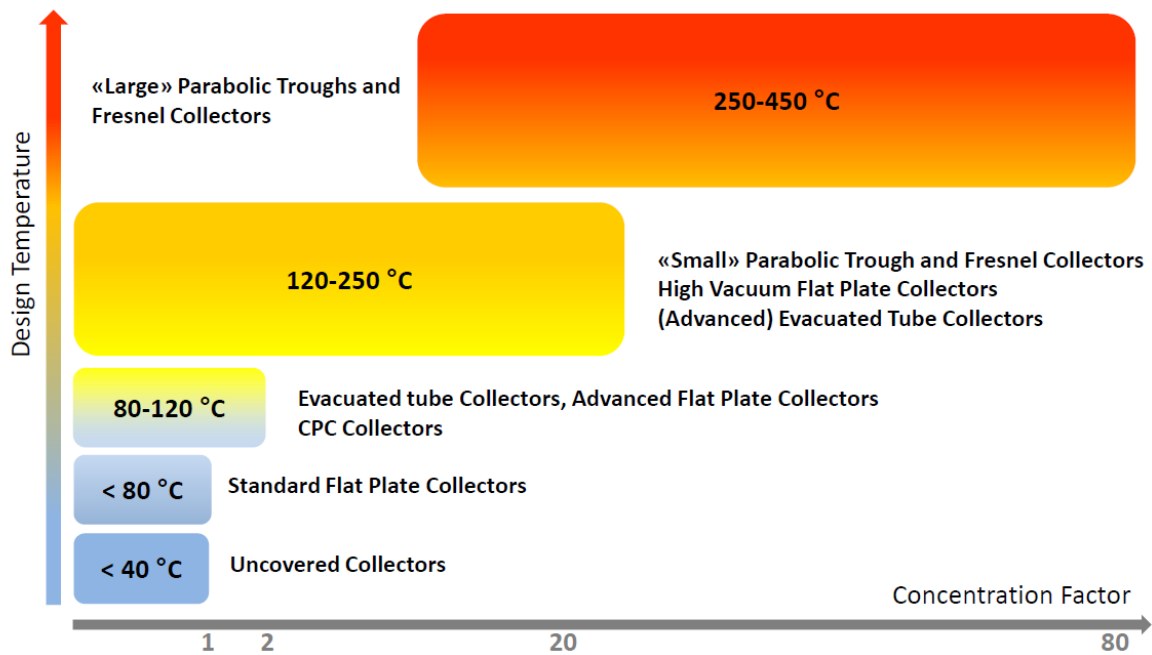 «Large» Parabolic Troughs and
Fresnel Collectors
250-450 °C
Design Temperature
120-250 °C
«Small» Parabolic Trough and Fresnel Collectors
High Vacuum Flat Plate Collectors
(Advanced) Evacuated Tube Collectors
80-120 °C
Evacuated tube Collectors, Advanced Flat Plate Collectors
CPC Collectors
< 80 °C
Standard Flat Plate Collectors
< 40 °C
Uncovered Collectors
Concentration Factor
1 2 20 80